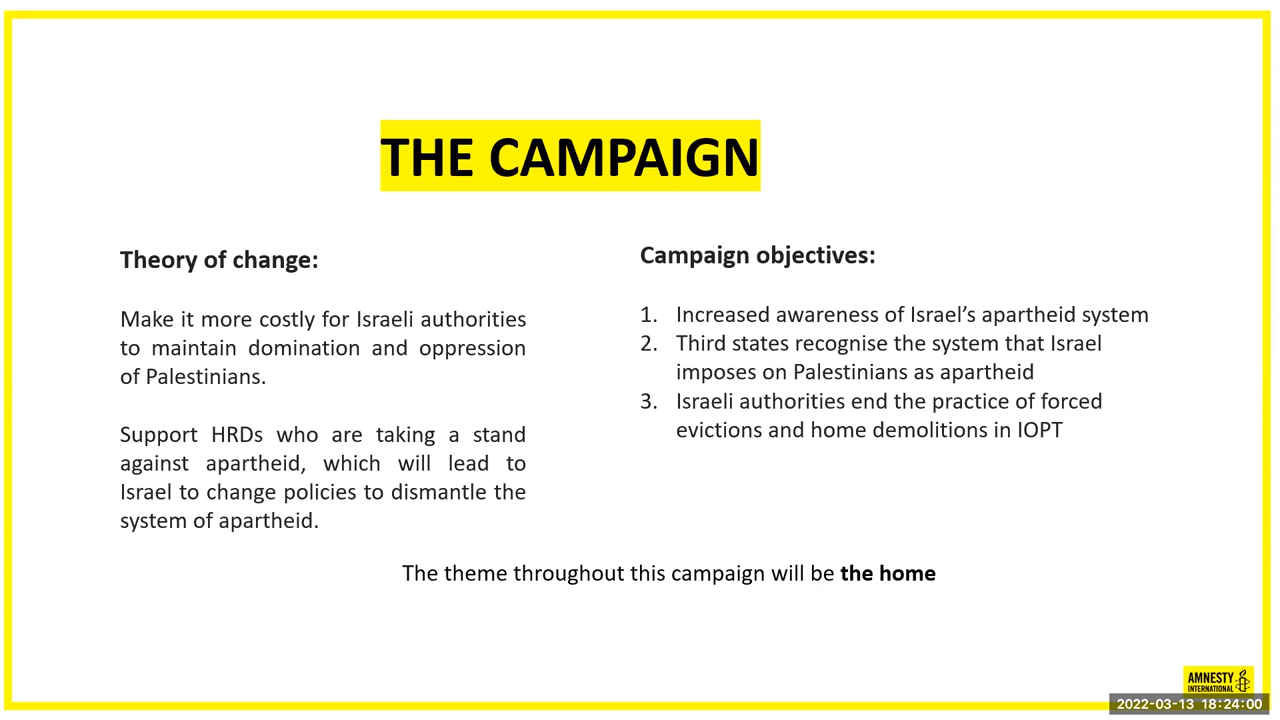 THE CAMPAIGN
Theory of change:
Make it more costly for Israeli authorities
to maintain domination and oppression
of Palestinians.
Support HRDs who are taking a stand
against apartheid, which will lead to
Israel to change policies to dismantle the
system of apartheid.
Campaign objectives:
1. Increased awareness of Israel’s apartheid system
2. Third states recognise the system that Israel
imposes on Palestinians as apartheid
3. Israeli authorities end the practice of forced
evictions and home demolitions in IOPT
The theme throughout this campaign will be the home
AMNESTY
INTERNATIONAL
2022-03-13 18:24:00